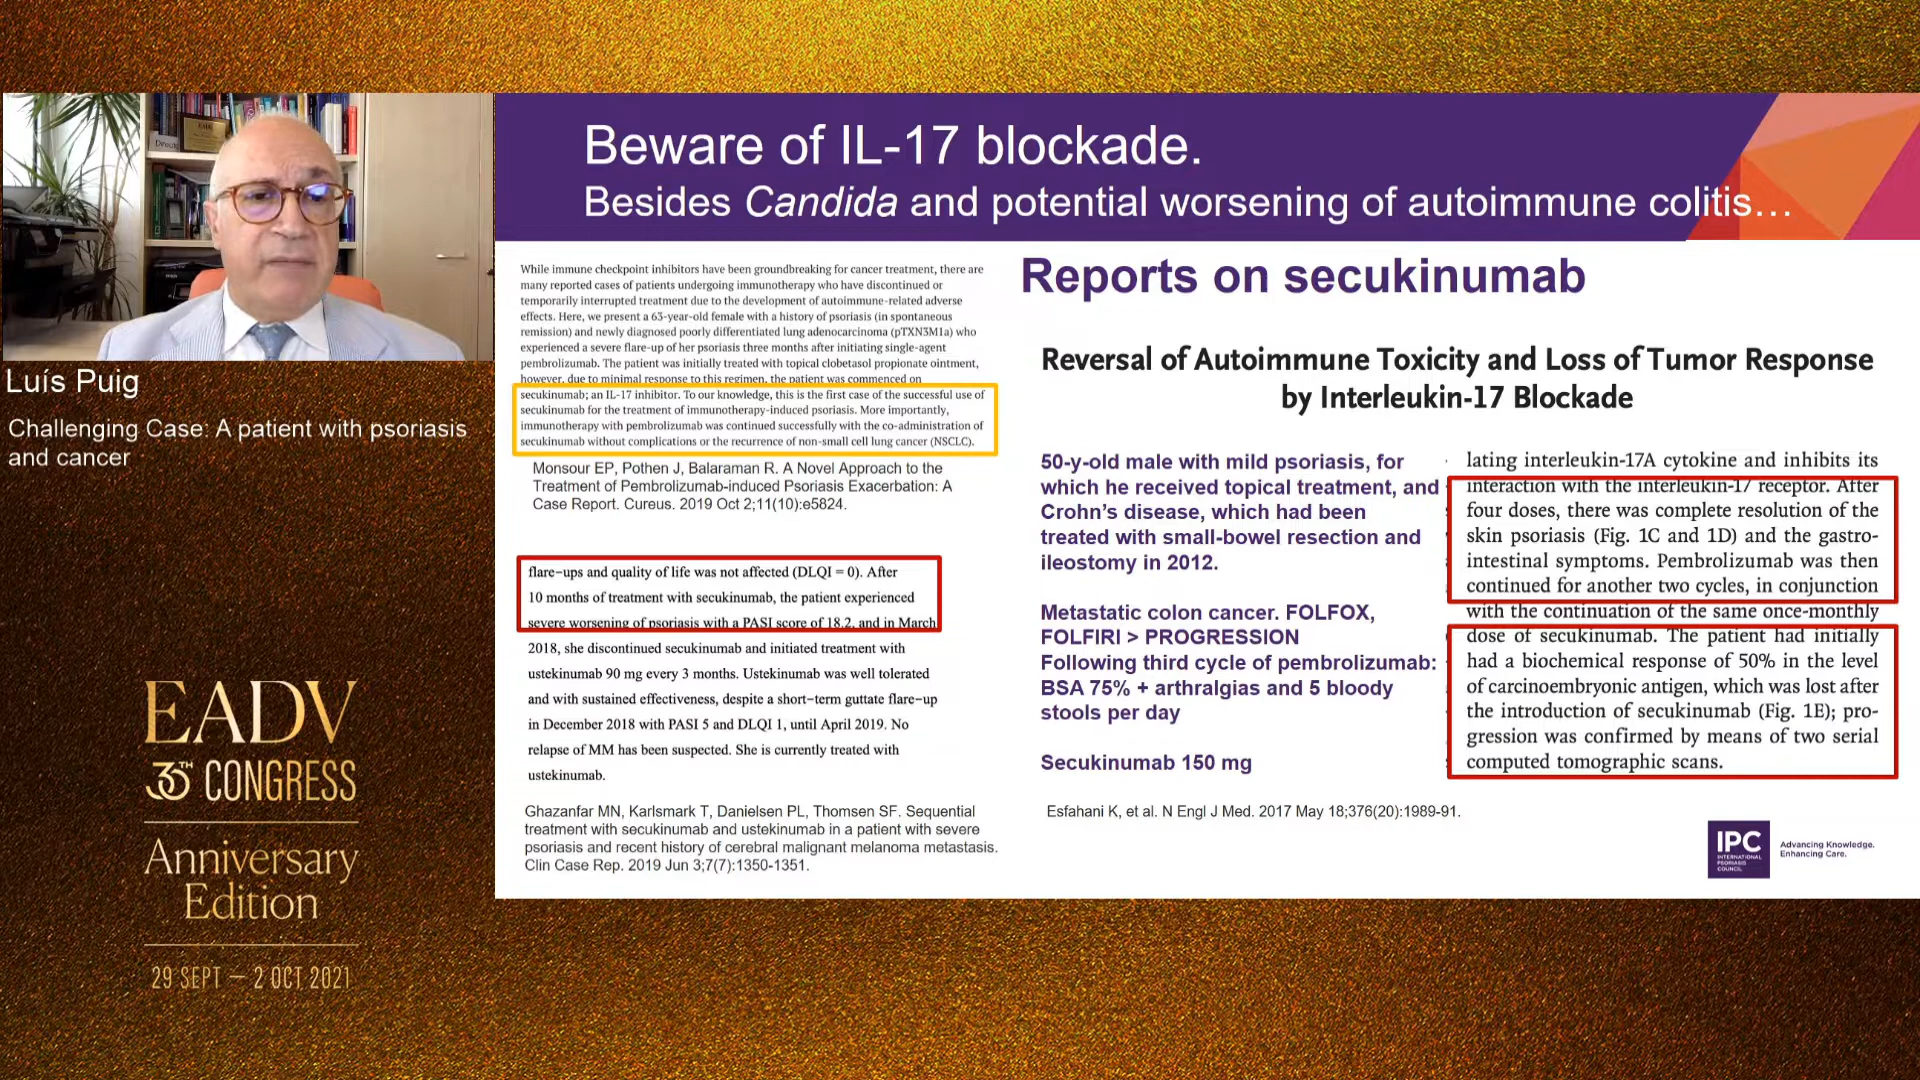 EADV
Beware of IL-17 blockade.
Besides Candida and potential worsening of autoimmune colitis...
Luís Puig
Challenging Case: A patient with psoriasis
and cancer
EADV
30TH CONGRESS
Anniversary
Edition
29 SEPT – 2 OCT 2021
While immune checkpoint inhibitors have been groundbreaking for cancer treatment, there are
many reported cases of patients undergoing immunotherapy who have discontinued or
temporarily interrupted treatment due to the development of autoimmune-related adverse
effects. Here, we present a 63-year-old female with a history of psoriasis (in spontaneous
remission) and newly diagnosed poorly differentiated lung adenocarcinoma (pTXN3M1a) who
experienced a severe flare-up of her psoriasis three months after initiating single-agent
pembrolizumab. The patient was initially treated with topical clobetasol propionate ointment,
however, due to minimal response to this regimen, the patient was commenced on
secukinumab; an IL-17 inhibitor. To our knowledge, this is the first case of the successful use of
secukinumab for the treatment of immunotherapy-induced psoriasis. More importantly,
immunotherapy with pembrolizumab was continued successfully with the co-administration of
secukinumab without complications or the recurrence of non-small cell lung cancer (NSCLC).
Monsour EP, Pothen J, Balaraman R. A Novel Approach to the
Treatment of Pembrolizumab-induced Psoriasis Exacerbation: A
Case Report. Cureus. 2019 Oct 2;11(10):e5824.
flare-ups and quality of life was not affected (DLQI = 0). After
10 months of treatment with secukinumab, the patient experienced
severe worsening of psoriasis with a PASI score of 18.2, and in March
2018, she discontinued secukinumab and initiated treatment with
ustekinumab 90 mg every 3 months. Ustekinumab was well tolerated
and with sustained effectiveness, despite a short-term guttate flare-up
in December 2018 with PASI 5 and DLQI 1, until April 2019. No
relapse of MM has been suspected. She is currently treated with
ustekinumab.
Ghazanfar MN, Karlsmark T, Danielsen PL, Thomsen SF. Sequential
treatment with secukinumab and ustekinumab in a patient with severe
psoriasis and recent history of cerebral malignant melanoma metastasis.
Clin Case Rep. 2019 Jun 3;7(7):1350-1351.
Reports on secukinumab
Reversal of Autoimmune Toxicity and Loss of Tumor Response
by Interleukin-17 Blockade
50-y-old male with mild psoriasis, for
which he received topical treatment, and
Crohn's disease, which had been
treated with small-bowel resection and
ileostomy in 2012.
Metastatic colon cancer. FOLFOX,
FOLFIRI > PROGRESSION
Following third cycle of pembrolizumab:
BSA 75% + arthralgias and 5 bloody
stools per day
Secukinumab 150 mg
lating interleukin-17A cytokine and inhibits its
interaction with the interleukin-17 receptor. After
four doses, there was complete resolution of the
skin psoriasis (Fig. 1C and 1D) and the gastro-
intestinal symptoms. Pembrolizumab was then
continued for another two cycles, in conjunction
with the continuation of the same once-monthly
dose of secukinumab. The patient had initially
had a biochemical response of 50% in the level
of carcinoembryonic antigen, which was lost after
the introduction of secukinumab (Fig. 1E); pro-
gression was confirmed by means of two serial
computed tomographic scans.
Esfahani K, et al. N Engl J Med. 2017 May 18;376(20):1989-91.
IPC
INTERNATIONAL
PSORIASIS
COUNCIL
Advancing Knowledge.
Enhancing Care.